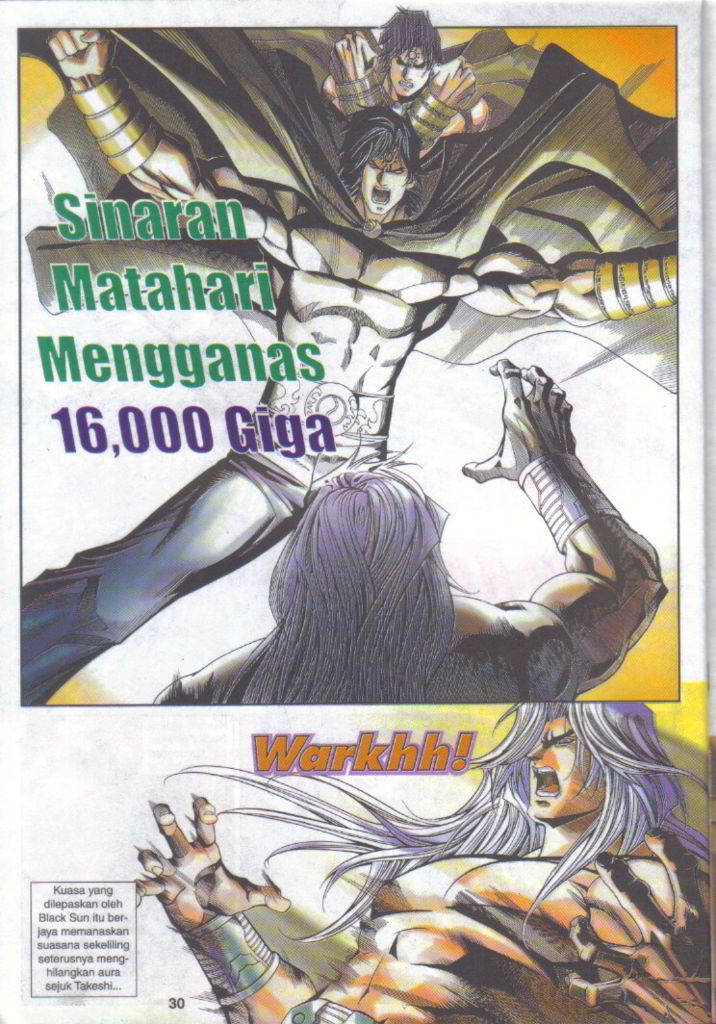 Sinaran
Matahari
Mengganas
16,000 Giga
Warkhh!
Kuasa yang
dilepaskan oleh
Black Sun itu ber-
jaya memanaskan
suasana sekeliling
seterusnya meng-
hilangkan aura
sejuk Takeshi...
30